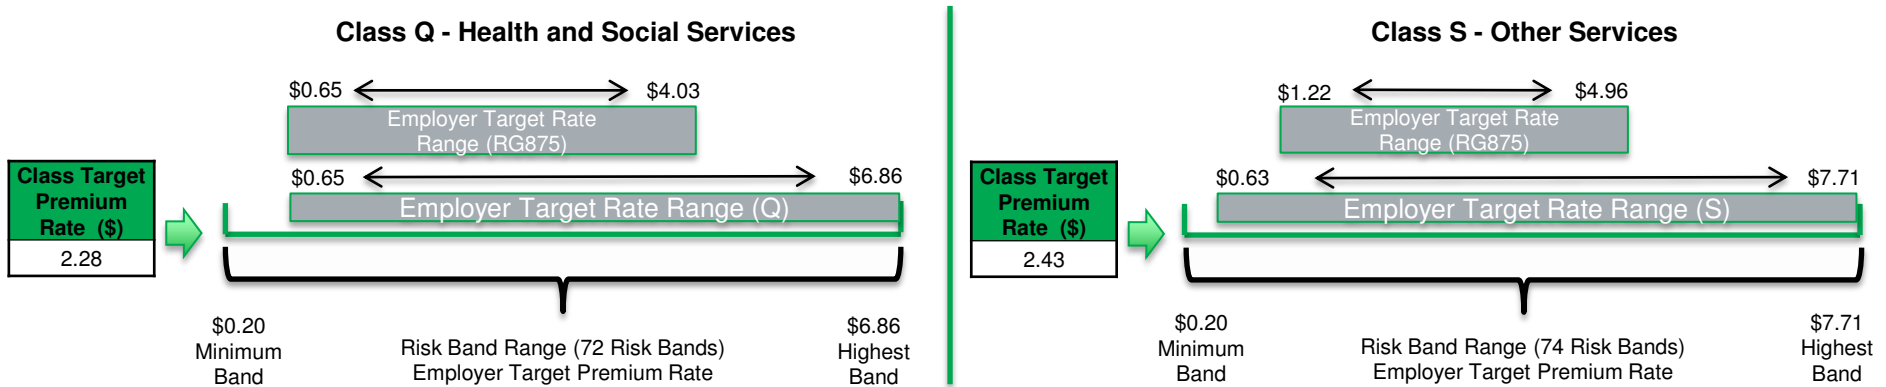 Class Q - Health and Social Services
$0.65
$4.03
Employer Target Rate
Range (RG875)
$0.65
$6.86
Employer Target Rate Range (Q)
Class Target
Premium
Rate ($)
2.28
$0.20
Minimum
Band
Risk Band Range (72 Risk Bands)
Employer Target Premium Rate
$6.86
Highest
Band
Class S - Other Services
$1.22
$4.96
Employer Target Rate
Range (RG875)
$0.63
$7.71
Employer Target Rate Range (S)
Class Target
Premium
Rate ($)
2.43
$0.20
Minimum
Band
Risk Band Range (74 Risk Bands)
Employer Target Premium Rate
$7.71
Highest
Band